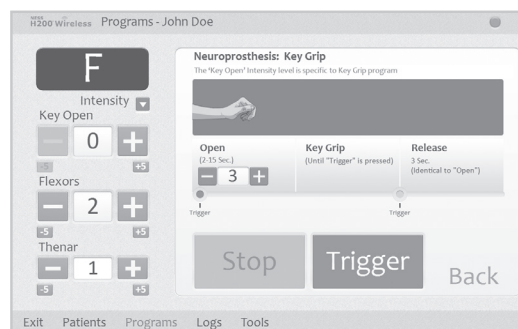 NESS
H200 Wireless Programs - John Doe
F
Intensity
Key Open
0
-5 +5
Flexors
2
-5 +5
Thenar
1
-5 +5
Neuroprosthesis: Key Grip
The 'Key Open' Intensity level is specific to Key Grip program
Open Key Grip Release
(2-15 Sec.) (Until "Trigger" is pressed) 3 Sec.
(Identical to "Open")
3
Trigger Trigger
Stop Trigger Back
Exit Patients Programs Logs Tools